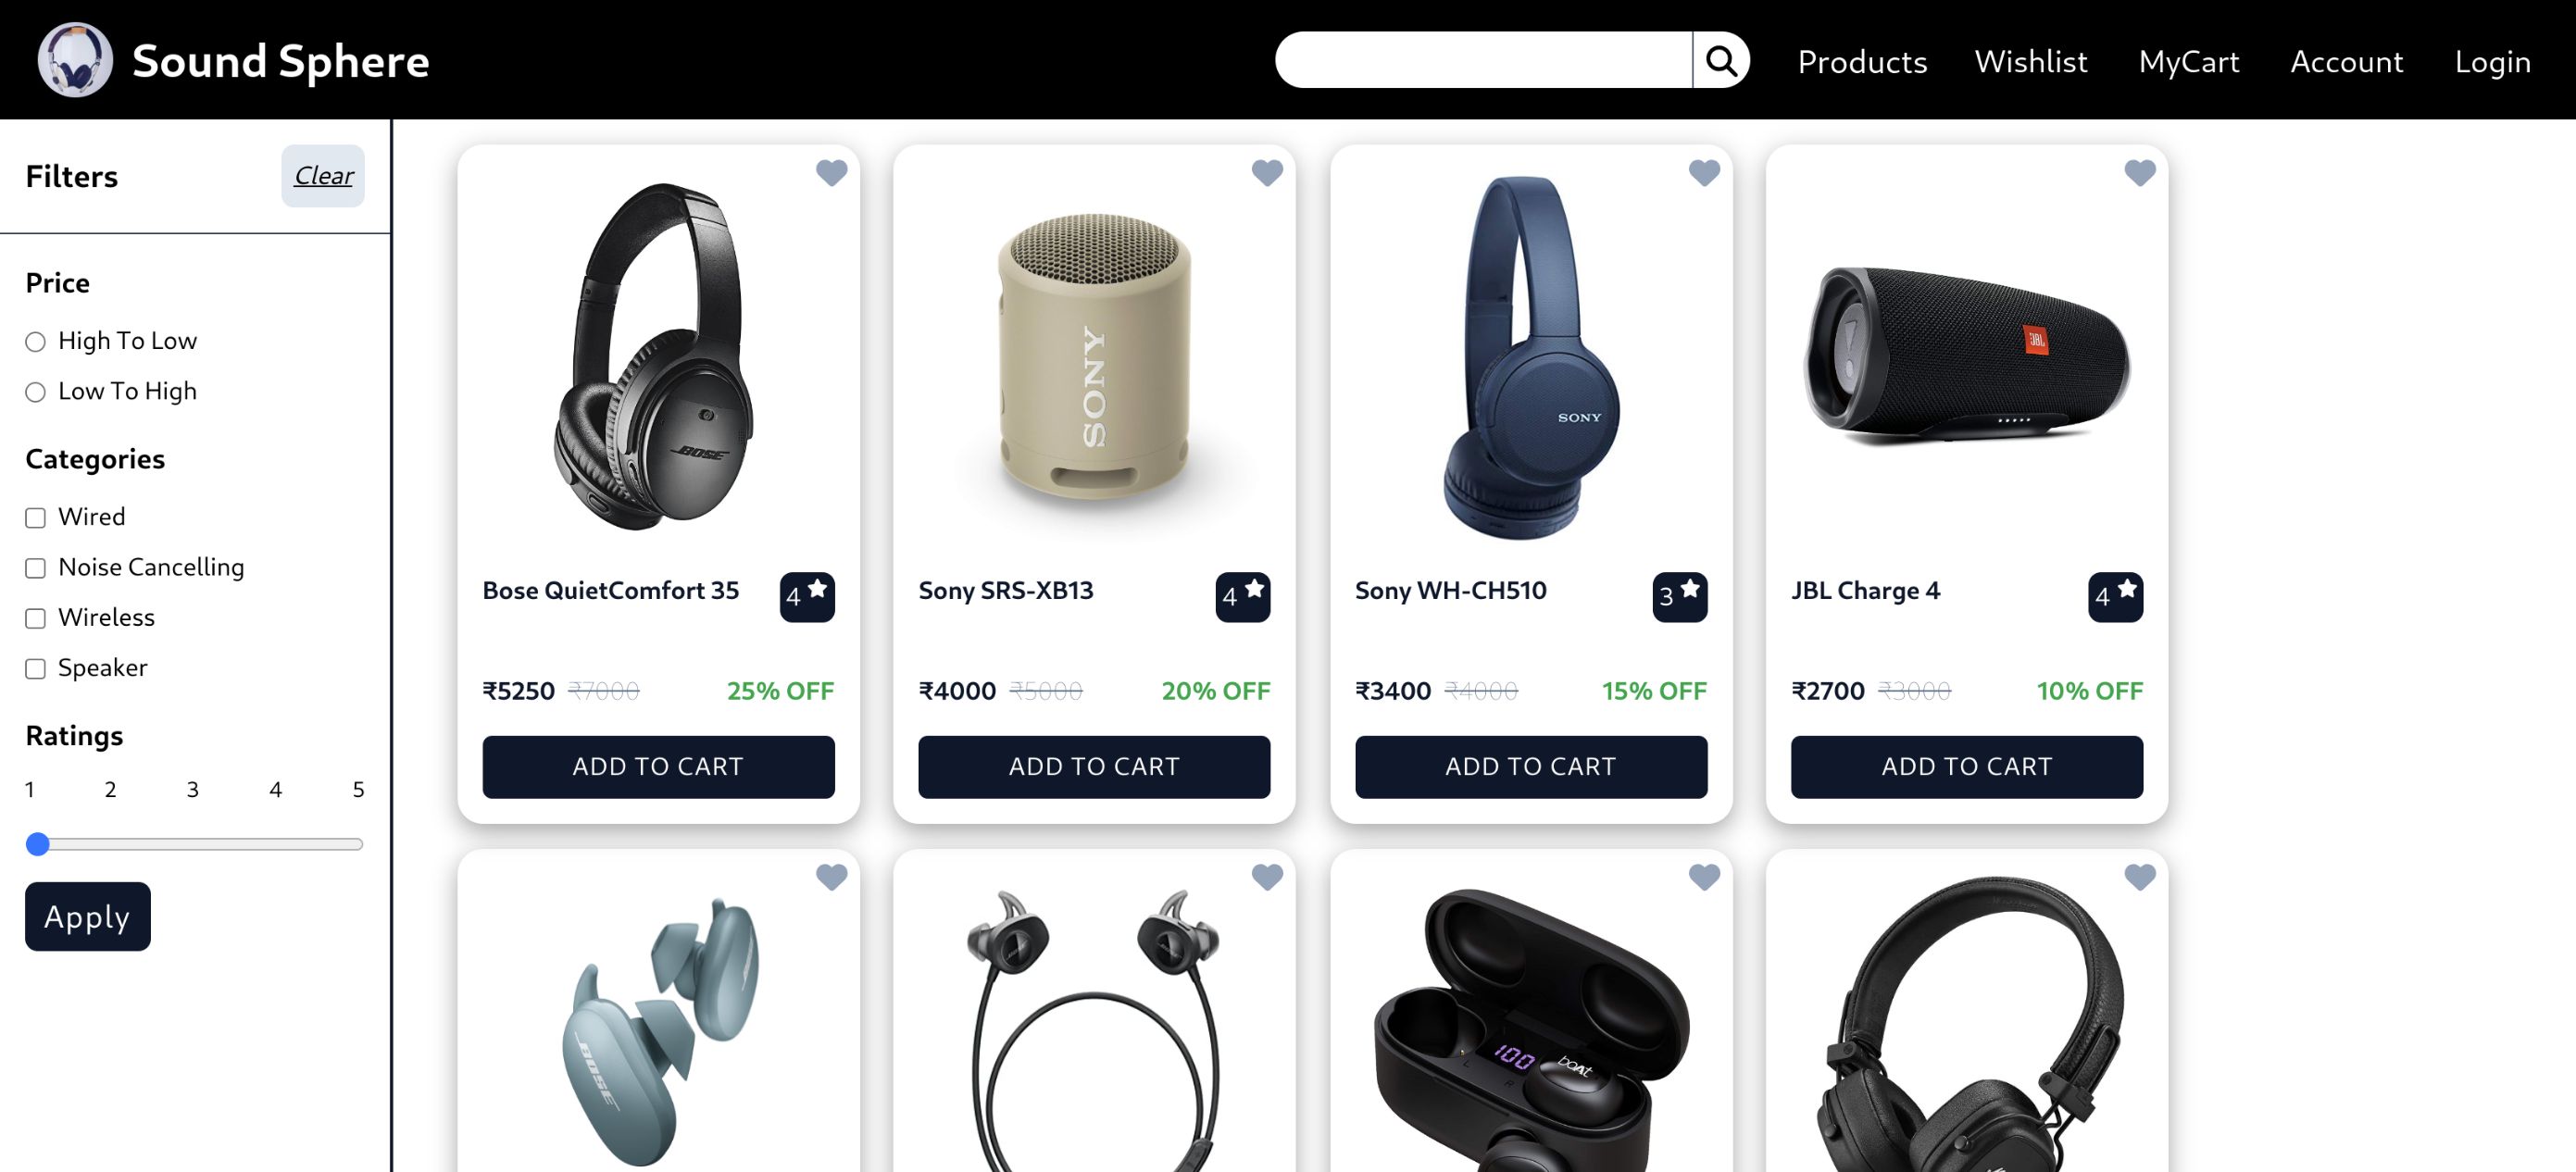 Sound Sphere
Products
Wishlist
MyCart
Account
Login
Filters
Clear
Price
High To Low
Low To High
Categories
Wired
Noise Cancelling
Wireless
Speaker
Ratings
1 2 3 4 5
Apply
BOSE
Bose QuietComfort 35
4
₹5250 ₹7000 25% OFF
ADD TO CART
SONY
Sony SRS-XB13
4
₹4000 ₹5000 20% OFF
ADD TO CART
SONY
Sony WH-CH510
3
₹3400 ₹4000 15% OFF
ADD TO CART
JBL
JBL Charge 4
4
₹2700 ₹3000 10% OFF
ADD TO CART
BOSE
100
boAt
L
R